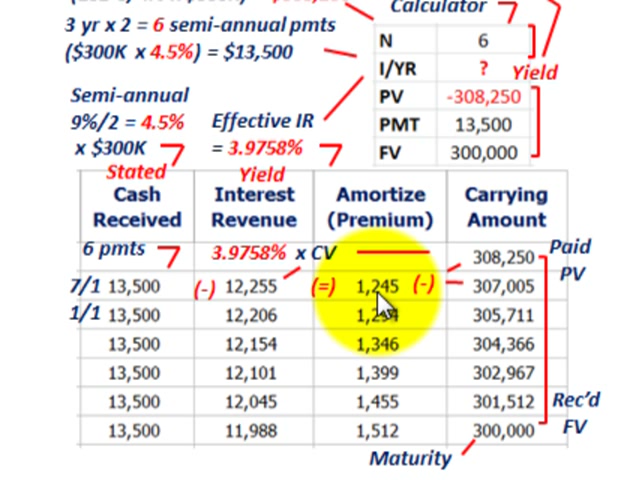 Calculator
3 yr x 2 = 6 semi-annual pmts
($300K x 4.5%) = $13,500
N 6
I/YR ? Yield
PV -308,250
PMT 13,500
FV 300,000
Semi-annual
9%/2 = 4.5%
x $300K
Stated
Effective IR
= 3.9758%
Yield
Cash Received Interest Revenue Amortize (Premium) Carrying Amount
6 pmts 3.9758% x CV 308,250 Paid PV
7/1 13,500 (-) 12,255 (=) 1,245 (-) 307,005
1/1 13,500 12,206 305,711
13,500 12,154 1,346 304,366
13,500 12,101 1,399 302,967
13,500 12,045 1,455 301,512 Rec'd FV
13,500 11,988 1,512 300,000
Maturity